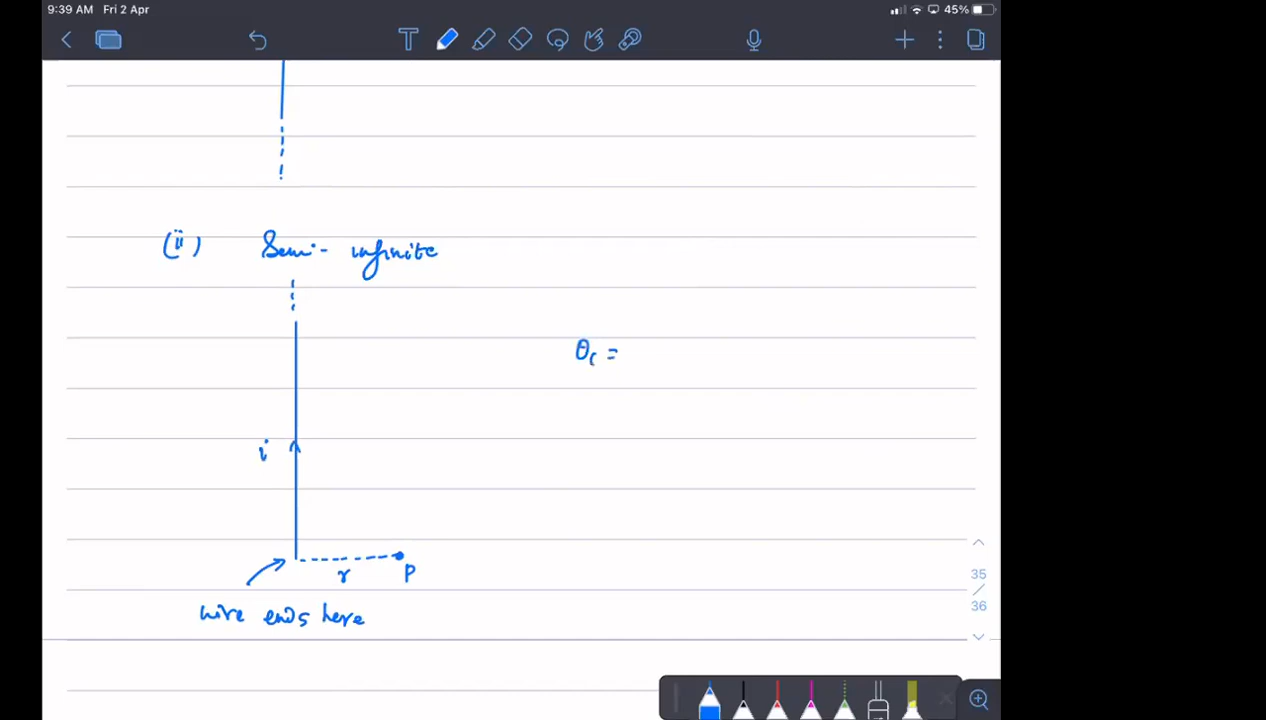 9:39 AM Fri 2 Apr 45%
T
(ii) Semi-infinite
θ₁ =
i
r P
wire ends here
35
36